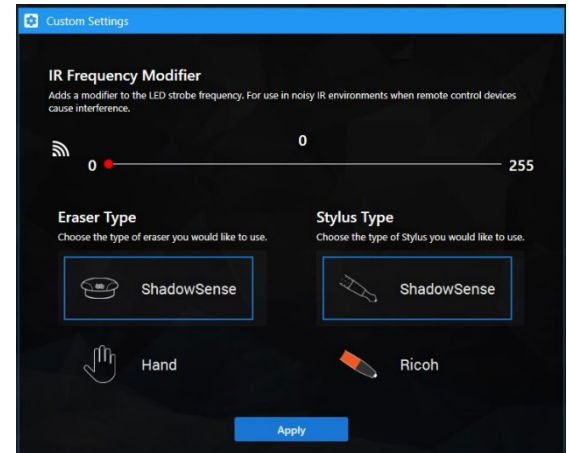 Custom Settings
IR Frequency Modifier
Adds a modifier to the LED strobe frequency. For use in noisy IR environments when remote control devices
cause interference.
0
0
255
Eraser Type
Choose the type of eraser you would like to use.
ShadowSense
Hand
Stylus Type
Choose the type of Stylus you would like to use.
ShadowSense
Ricoh
Apply